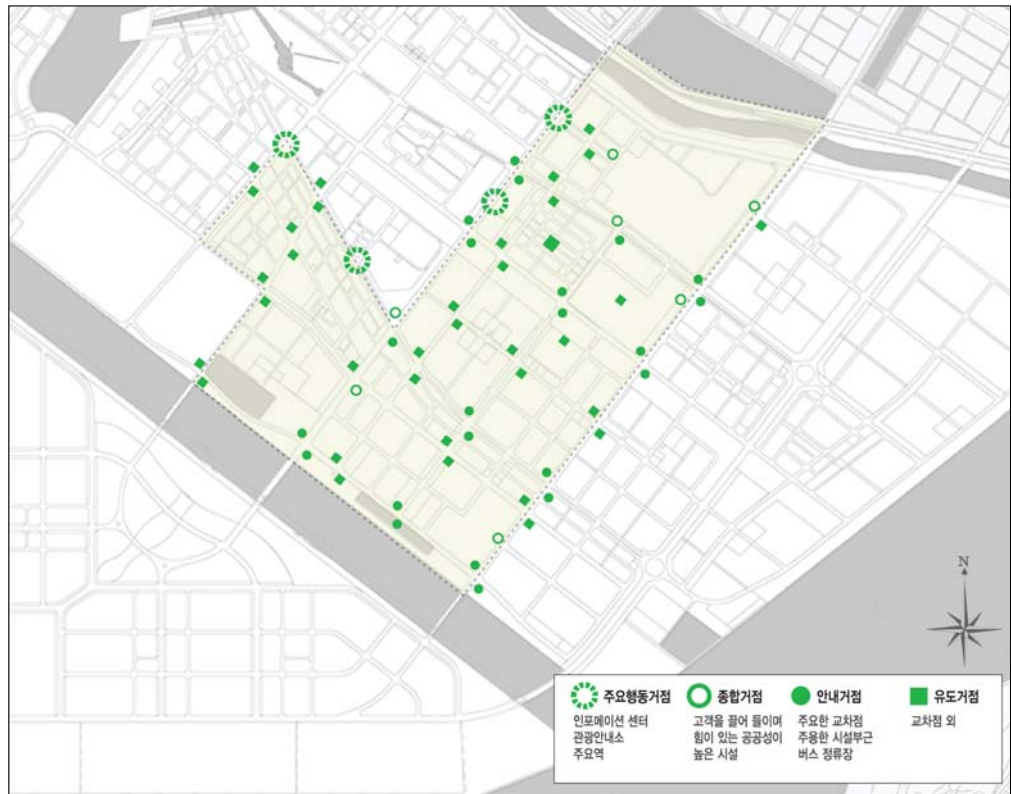 N
주요행동거점
인포메이션 센터
관광안내소
주요역
종합거점
고객을 끌어 들이며
힘이 있는 공공성이
높은 시설
안내거점
주요한 교차점
주용한 시설부근
버스 정류장
유도거점
교차점 외